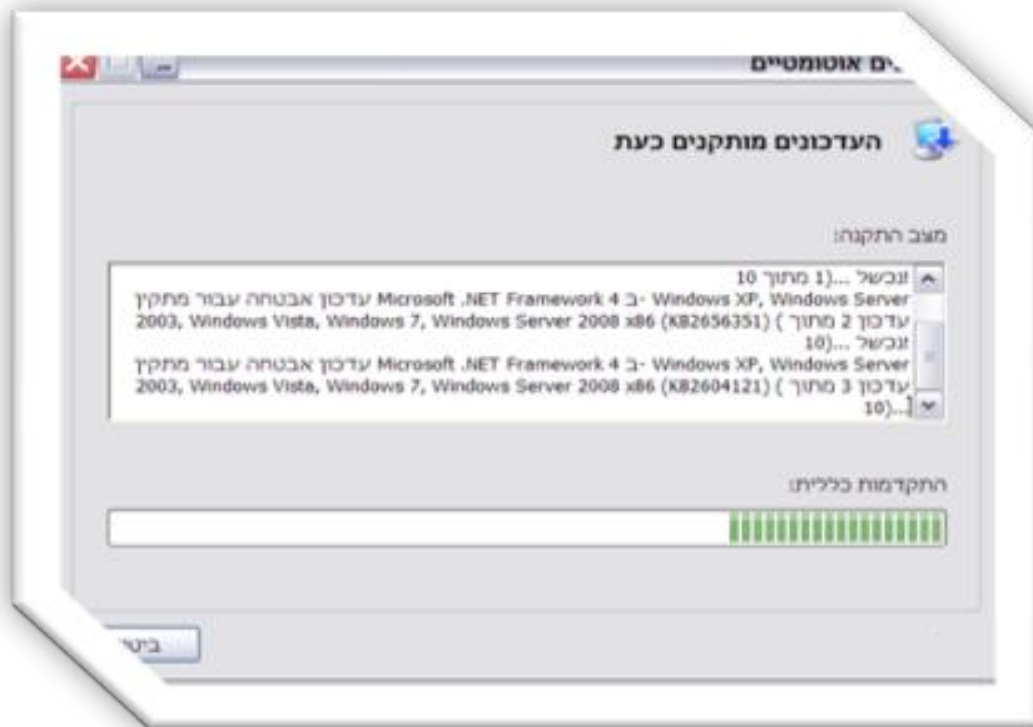 ים אוטומטיים
העדכונים מותקנים כעת
מצב התקנה:
נכשל ...(1 מתוך 10
עדכון אבטחה עבור מתקין Microsoft .NET Framework 4 ב- Windows XP, Windows Server
2003, Windows Vista, Windows 7, Windows Server 2008 x86 (KB2656351) ( עדכון 2 מתוך
נכשל ...(10
עדכון אבטחה עבור מתקין Microsoft .NET Framework 4 ב- Windows XP, Windows Server
2003, Windows Vista, Windows 7, Windows Server 2008 x86 (KB2604121) ( עדכון 3 מתוך
10)...
התקדמות כללית:
ביטו